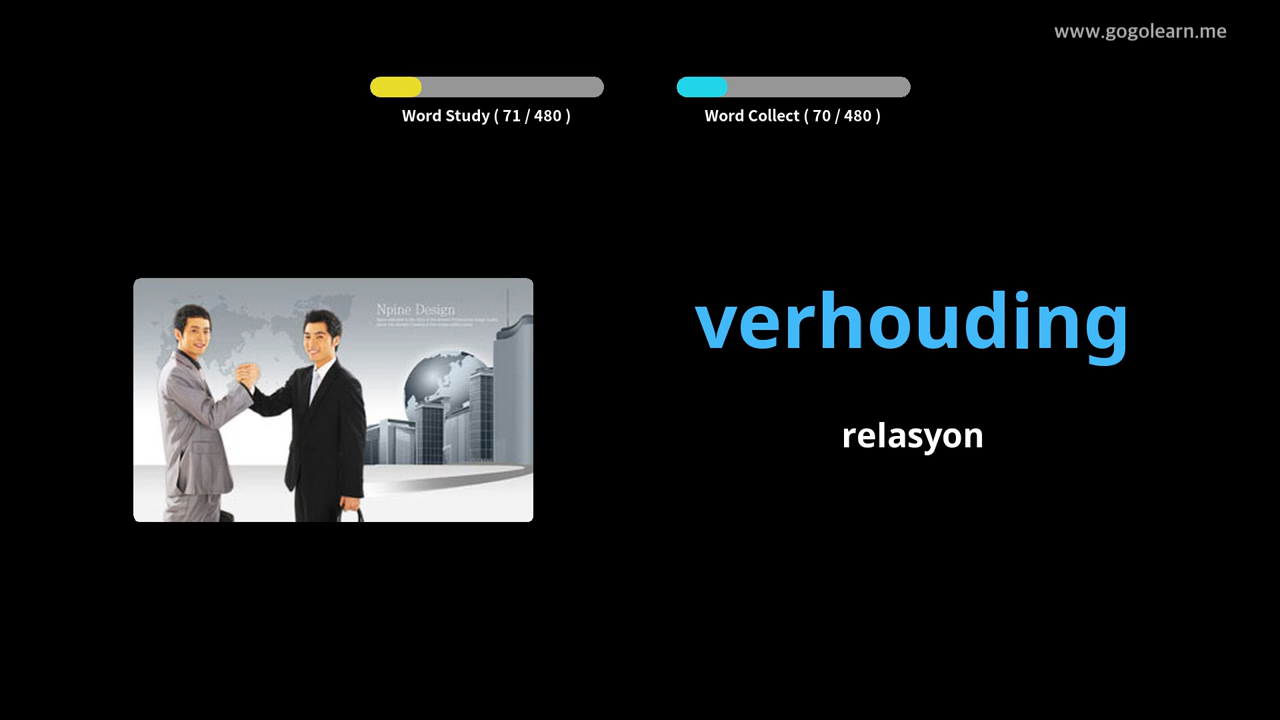 www.gogolearn.me
Word Study ( 71 / 480 )
Word Collect ( 70 / 480 )
Npine Design
verhouding
relasyon